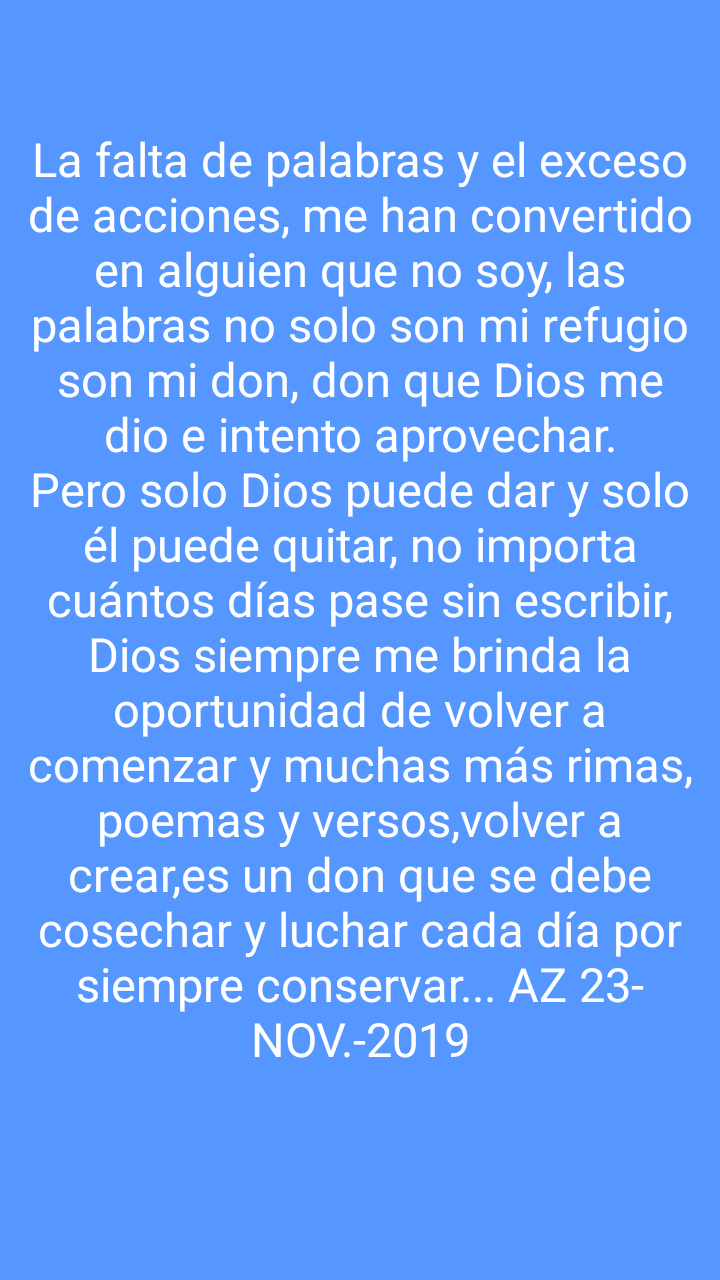 La falta de palabras y el exceso
de acciones, me han convertido
en alguien que no soy, las
palabras no solo son mi refugio
son mi don, don que Dios me
dio e intento aprovechar.
Pero solo Dios puede dar y solo
él puede quitar, no importa
cuántos días pase sin escribir,
Dios siempre me brinda la
oportunidad de volver a
comenzar y muchas más rimas,
poemas y versos,volver a
crear,es un don que se debe
cosechar y luchar cada día por
siempre conservar... AZ 23-
NOV.-2019